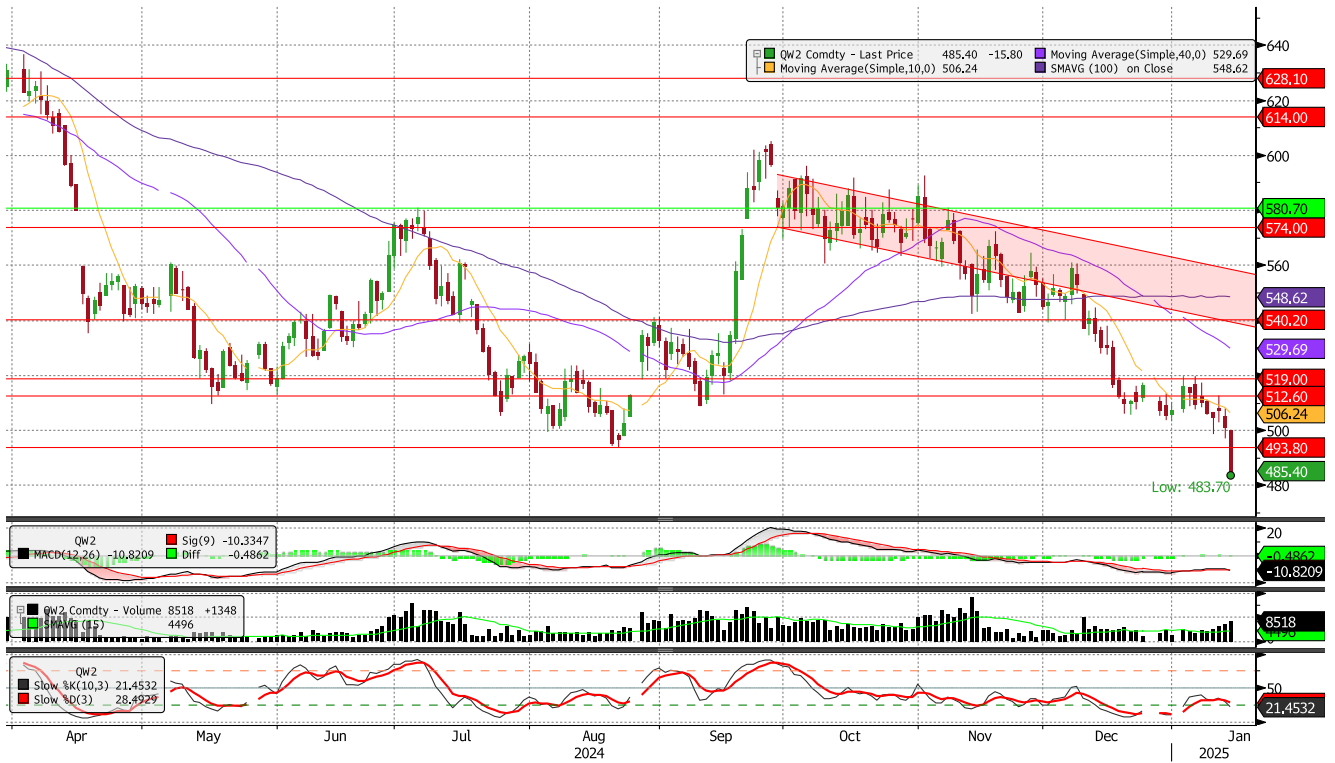 QW2 Comdty - Last Price 485.40 -15.80 Moving Average(Simple,40,0) 529.69
Moving Average(Simple,10,0) 506.24 SMAVG (100) on Close 548.62
640
628.10
620
614.00
600
580.70
574.00
560
548.62
540.20
529.69
519.00
512.60
506.24
500
493.80
485.40
480
Low: 483.70
QW2 Sig(9) -10.3347
MACD(12,26) -10.8209 Diff -0.4862
20
-0.4862
-10.8209
QW2 Comdty - Volume 8518 +1348
SMAVG (15) 4496
8518
4496
0
QW2
Slow %K(10,3) 21.4532
Slow %D(3) 28.4929
50
21.4532
Apr May Jun Jul Aug Sep Oct Nov Dec Jan
2024 2025